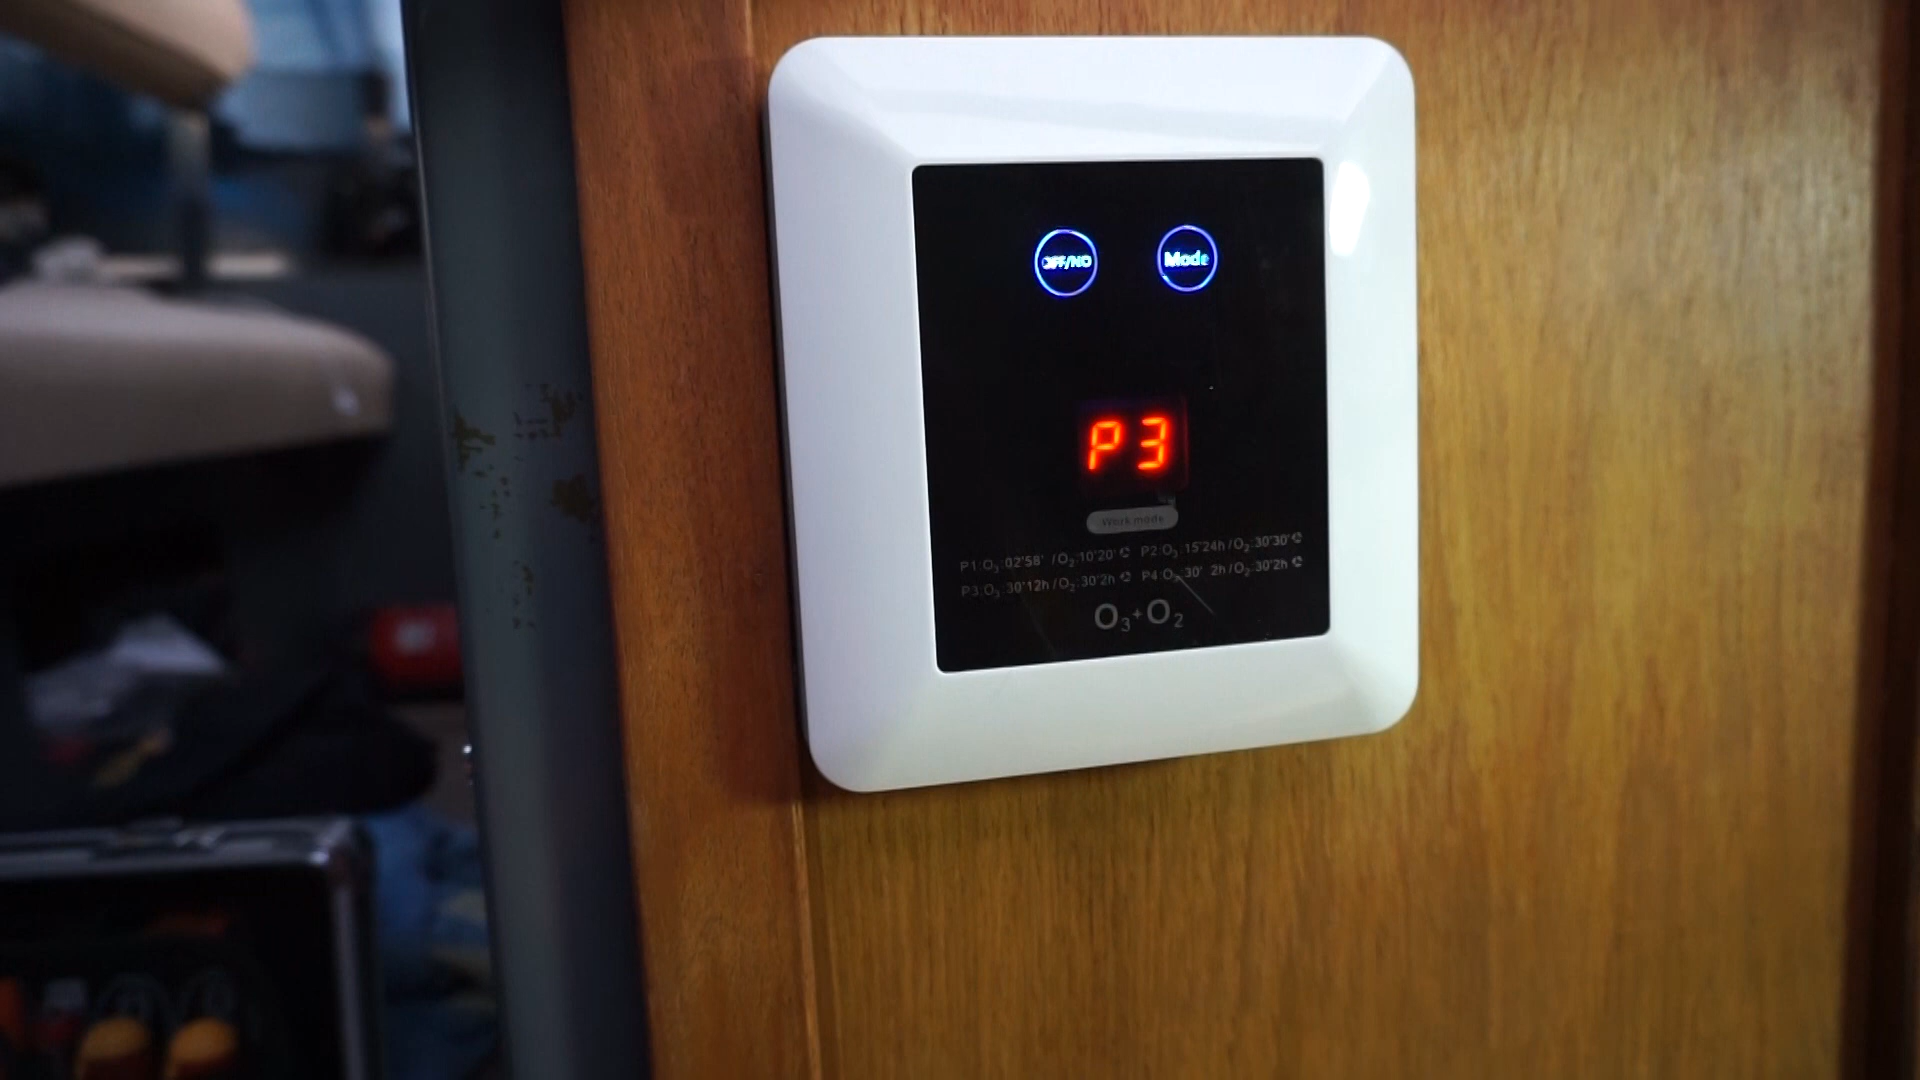 OFF/NO Mode
P3
Work mode
P1:O₃:02'58' /O₂:10'20' P2:O₃:15'24h/O₂:30'30'
P3:O₃:30'12h/O₂:30'2h P4:O₃:30' 2h/O₂:30'2h
O₃+O₂